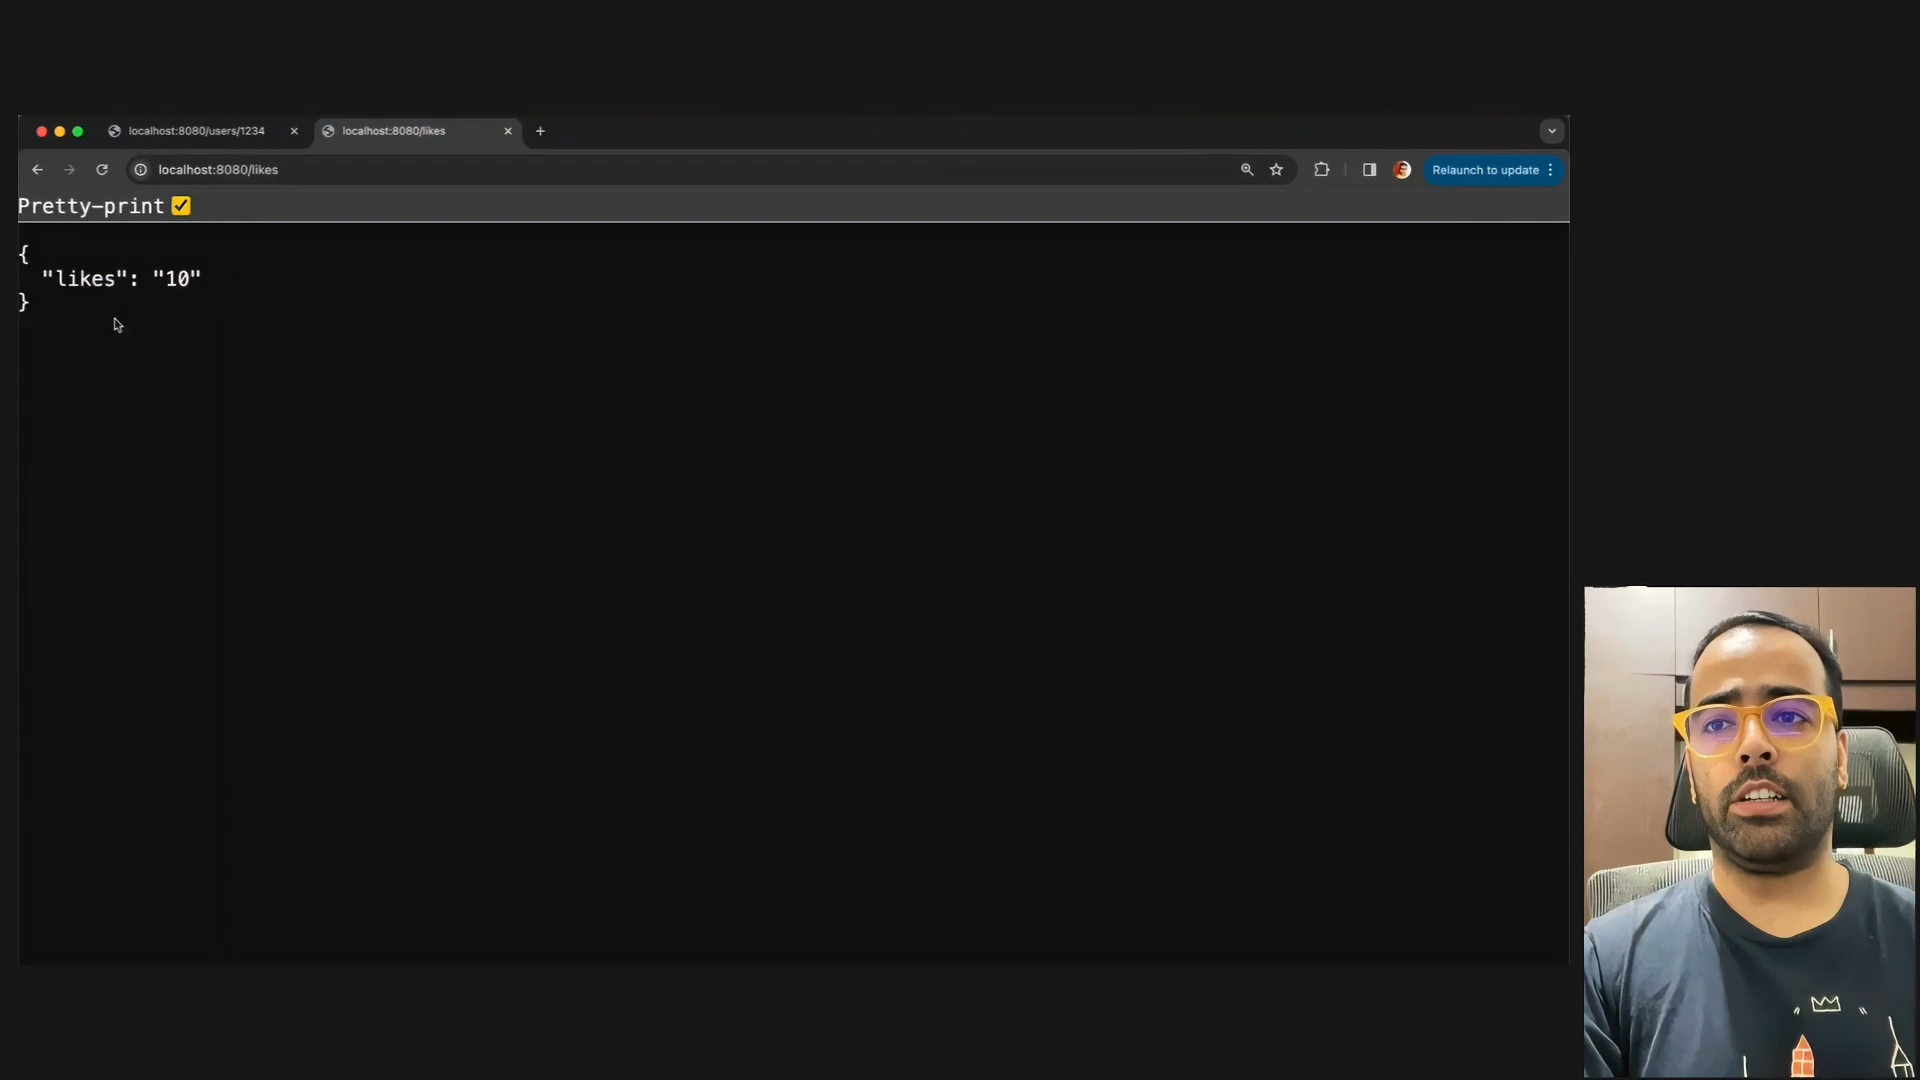 localhost:8080/users/1234
localhost:8080/likes
localhost:8080/likes
Relaunch to update
Pretty-print
{
"likes": "10"
}